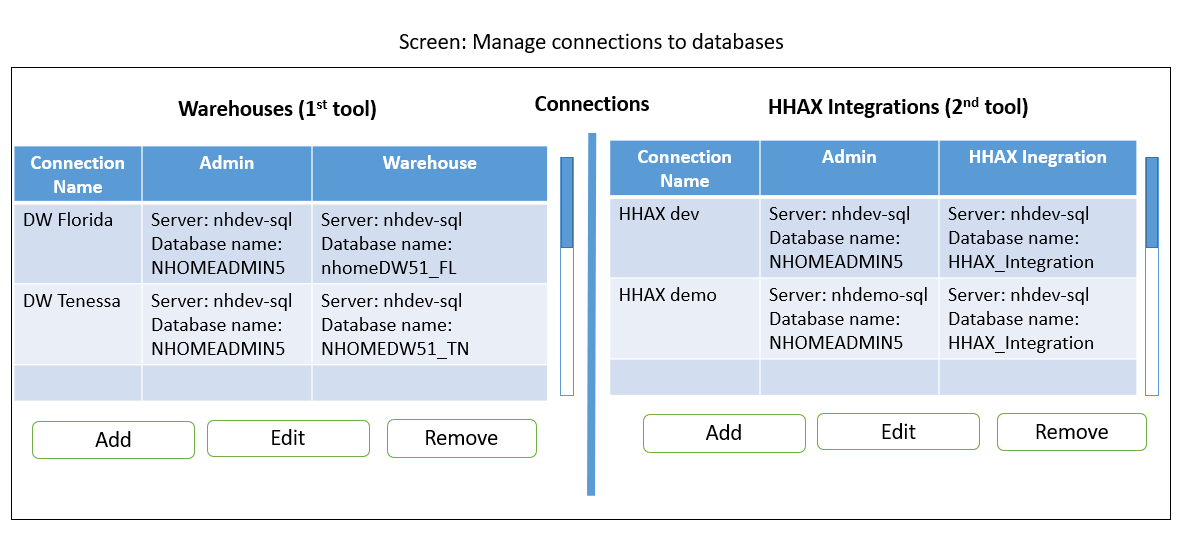 Screen: Manage connections to databases
Connections
Warehouses (1st tool)
Connection
Name
Admin
Warehouse
DW Florida
Server: nhdev-sql
Database name:
NHOMEADMIN5
Server: nhdev-sql
Database name:
nhomeDW51_FL
DW Tenessa
Server: nhdev-sql
Database name:
NHOMEADMIN5
Server: nhdev-sql
Database name:
NHOMEDW51_TN
Add
Edit
Remove
HHAX Integrations (2nd tool)
Connection
Name
Admin
HHAX Inegration
HHAX dev
Server: nhdev-sql
Database name:
NHOMEADMIN5
Server: nhdev-sql
Database name:
HHAX_Integration
HHAX demo
Server: nhdemo-sql
Database name:
NHOMEADMIN5
Server: nhdev-sql
Database name:
HHAX_Integration
Add
Edit
Remove